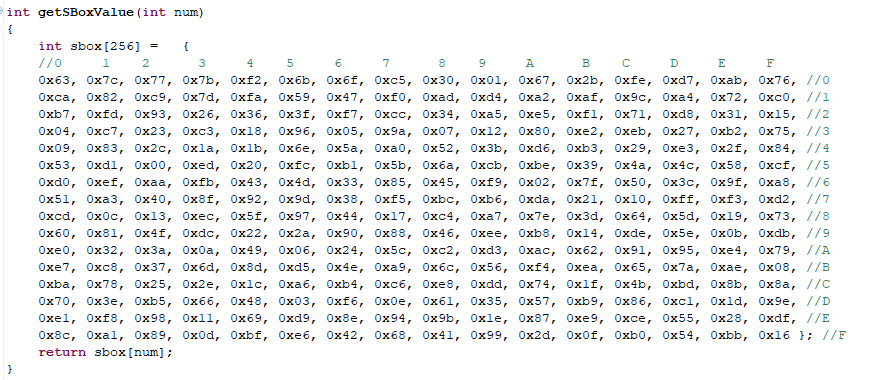 int getSBoxValue(int num)
{
    int sbox[256] =   {
    //0     1    2      3     4    5     6     7      8    9     A      B    C     D     E     F
    0x63, 0x7c, 0x77, 0x7b, 0xf2, 0x6b, 0x6f, 0xc5, 0x30, 0x01, 0x67, 0x2b, 0xfe, 0xd7, 0xab, 0x76, //0
    0xca, 0x82, 0xc9, 0x7d, 0xfa, 0x59, 0x47, 0xf0, 0xad, 0xd4, 0xa2, 0xaf, 0x9c, 0xa4, 0x72, 0xc0, //1
    0xb7, 0xfd, 0x93, 0x26, 0x36, 0x3f, 0xf7, 0xcc, 0x34, 0xa5, 0xe5, 0xf1, 0x71, 0xd8, 0x31, 0x15, //2
    0x04, 0xc7, 0x23, 0xc3, 0x18, 0x96, 0x05, 0x9a, 0x07, 0x12, 0x80, 0xe2, 0xeb, 0x27, 0xb2, 0x75, //3
    0x09, 0x83, 0x2c, 0x1a, 0x1b, 0x6e, 0x5a, 0xa0, 0x52, 0x3b, 0xd6, 0xb3, 0x29, 0xe3, 0x2f, 0x84, //4
    0x53, 0xd1, 0x00, 0xed, 0x20, 0xfc, 0xb1, 0x5b, 0x6a, 0xcb, 0xbe, 0x39, 0x4a, 0x4c, 0x58, 0xcf, //5
    0xd0, 0xef, 0xaa, 0xfb, 0x43, 0x4d, 0x33, 0x85, 0x45, 0xf9, 0x02, 0x7f, 0x50, 0x3c, 0x9f, 0xa8, //6
    0x51, 0xa3, 0x40, 0x8f, 0x92, 0x9d, 0x38, 0xf5, 0xbc, 0xb6, 0xda, 0x21, 0x10, 0xff, 0xf3, 0xd2, //7
    0xcd, 0x0c, 0x13, 0xec, 0x5f, 0x97, 0x44, 0x17, 0xc4, 0xa7, 0x7e, 0x3d, 0x64, 0x5d, 0x19, 0x73, //8
    0x60, 0x81, 0x4f, 0xdc, 0x22, 0x2a, 0x90, 0x88, 0x46, 0xee, 0xb8, 0x14, 0xde, 0x5e, 0x0b, 0xdb, //9
    0xe0, 0x32, 0x3a, 0x0a, 0x49, 0x06, 0x24, 0x5c, 0xc2, 0xd3, 0xac, 0x62, 0x91, 0x95, 0xe4, 0x79, //A
    0xe7, 0xc8, 0x37, 0x6d, 0x8d, 0xd5, 0x4e, 0xa9, 0x6c, 0x56, 0xf4, 0xea, 0x65, 0x7a, 0xae, 0x08, //B
    0xba, 0x78, 0x25, 0x2e, 0x1c, 0xa6, 0xb4, 0xc6, 0xe8, 0xdd, 0x74, 0x1f, 0x4b, 0xbd, 0x8b, 0x8a, //C
    0x70, 0x3e, 0xb5, 0x66, 0x48, 0x03, 0xf6, 0x0e, 0x61, 0x35, 0x57, 0xb9, 0x86, 0xc1, 0x1d, 0x9e, //D
    0xe1, 0xf8, 0x98, 0x11, 0x69, 0xd9, 0x8e, 0x94, 0x9b, 0x1e, 0x87, 0xe9, 0xce, 0x55, 0x28, 0xdf, //E
    0x8c, 0xa1, 0x89, 0x0d, 0xbf, 0xe6, 0x42, 0x68, 0x41, 0x99, 0x2d, 0x0f, 0xb0, 0x54, 0xbb, 0x16 }; //F
    return sbox[num];
}